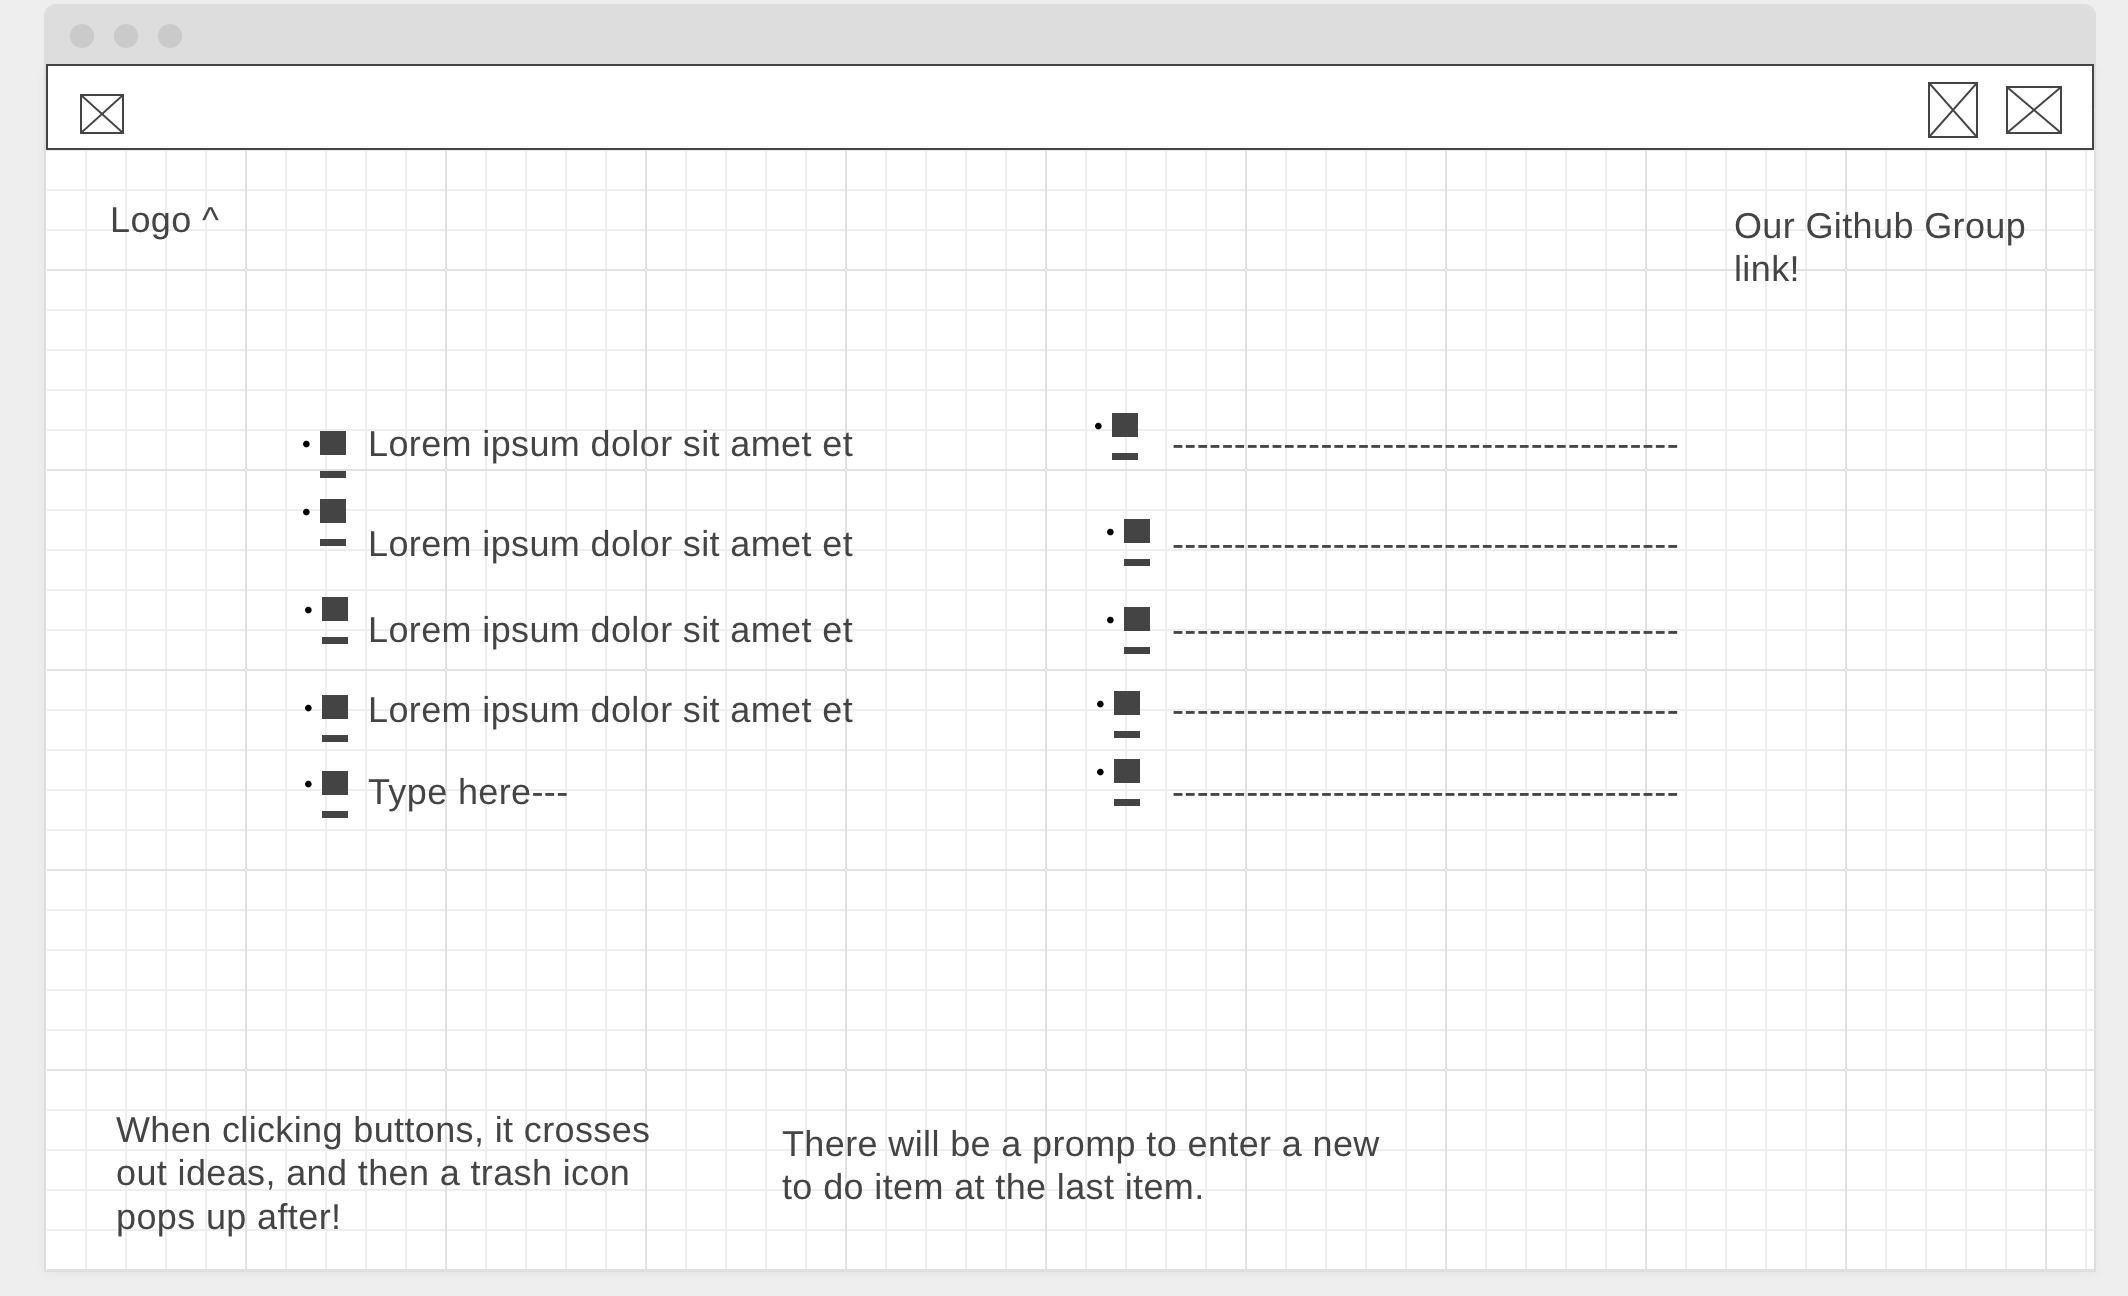 Logo ^
Our Github Group
link!
Lorem ipsum dolor sit amet et
Lorem ipsum dolor sit amet et
Lorem ipsum dolor sit amet et
Lorem ipsum dolor sit amet et
Type here---
-----------------------------------------
-----------------------------------------
-----------------------------------------
-----------------------------------------
-----------------------------------------
When clicking buttons, it crosses
out ideas, and then a trash icon
pops up after!
There will be a promp to enter a new
to do item at the last item.